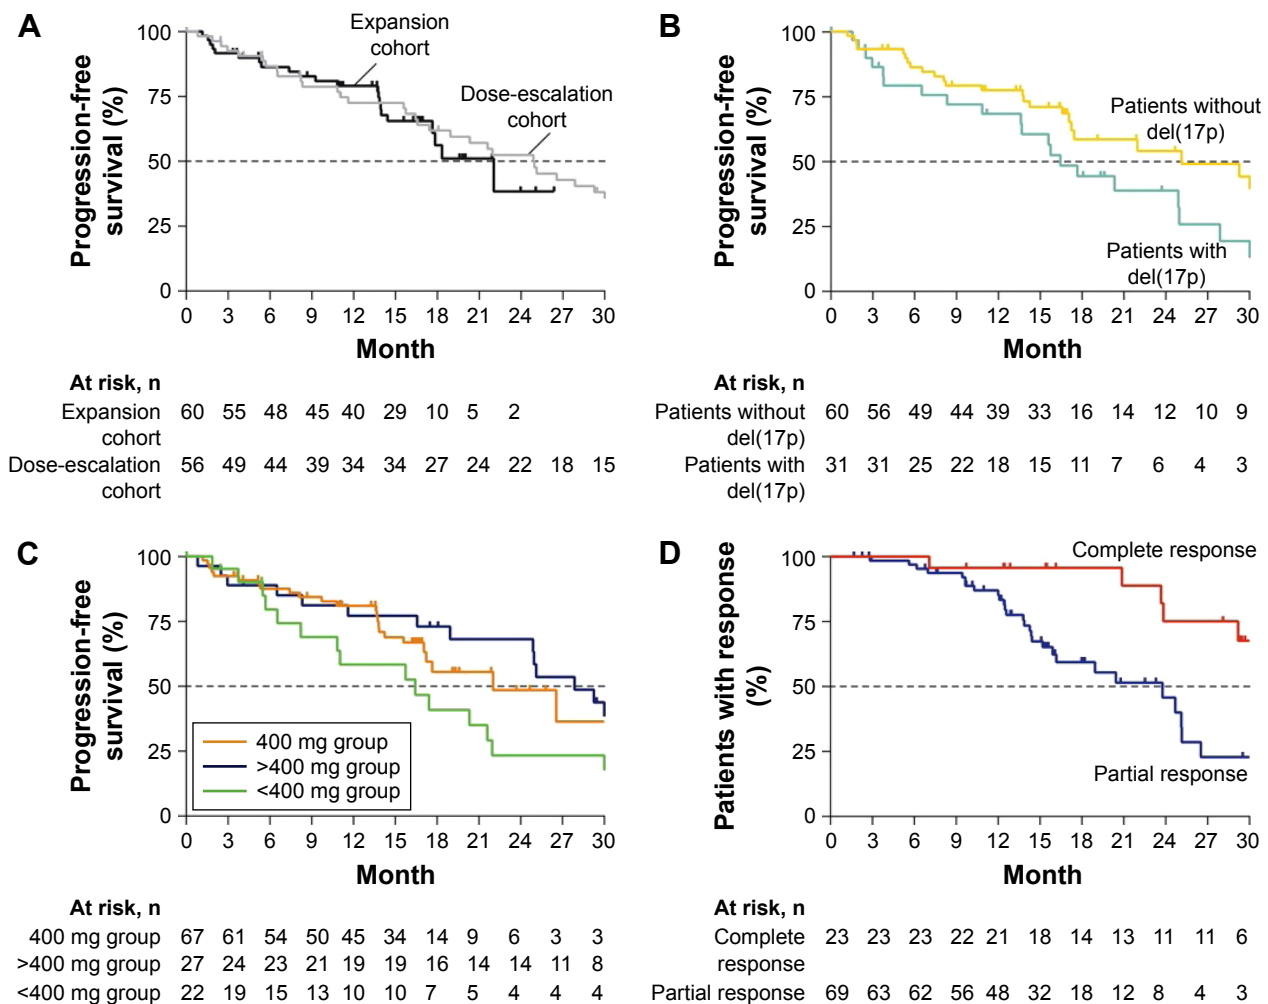 A
Progression-free
survival (%)
100
75
50
25
0
Expansion
cohort
Dose-escalation
cohort
0 3 6 9 12 15 18 21 24 27 30
Month
At risk, n
Expansion 60 55 48 45 40 29 10 5 2
cohort
Dose-escalation 56 49 44 39 34 34 27 24 22 18 15
cohort
B
Progression-free
survival (%)
100
75
50
25
0
Patients without
del(17p)
Patients with
del(17p)
0 3 6 9 12 15 18 21 24 27 30
Month
At risk, n
Patients without 60 56 49 44 39 33 16 14 12 10 9
del(17p)
Patients with 31 31 25 22 18 15 11 7 6 4 3
del(17p)
C
Progression-free
survival (%)
100
75
50
25
0
400 mg group
>400 mg group
<400 mg group
0 3 6 9 12 15 18 21 24 27 30
Month
At risk, n
400 mg group 67 61 54 50 45 34 14 9 6 3 3
>400 mg group 27 24 23 21 19 19 16 14 14 11 8
<400 mg group 22 19 15 13 10 10 7 5 4 4 4
D
Patients with response
(%)
100
75
50
25
0
Complete response
Partial response
0 3 6 9 12 15 18 21 24 27 30
Month
At risk, n
Complete 23 23 23 22 21 18 14 13 11 11 6
response
Partial response 69 63 62 56 48 32 18 12 8 4 3